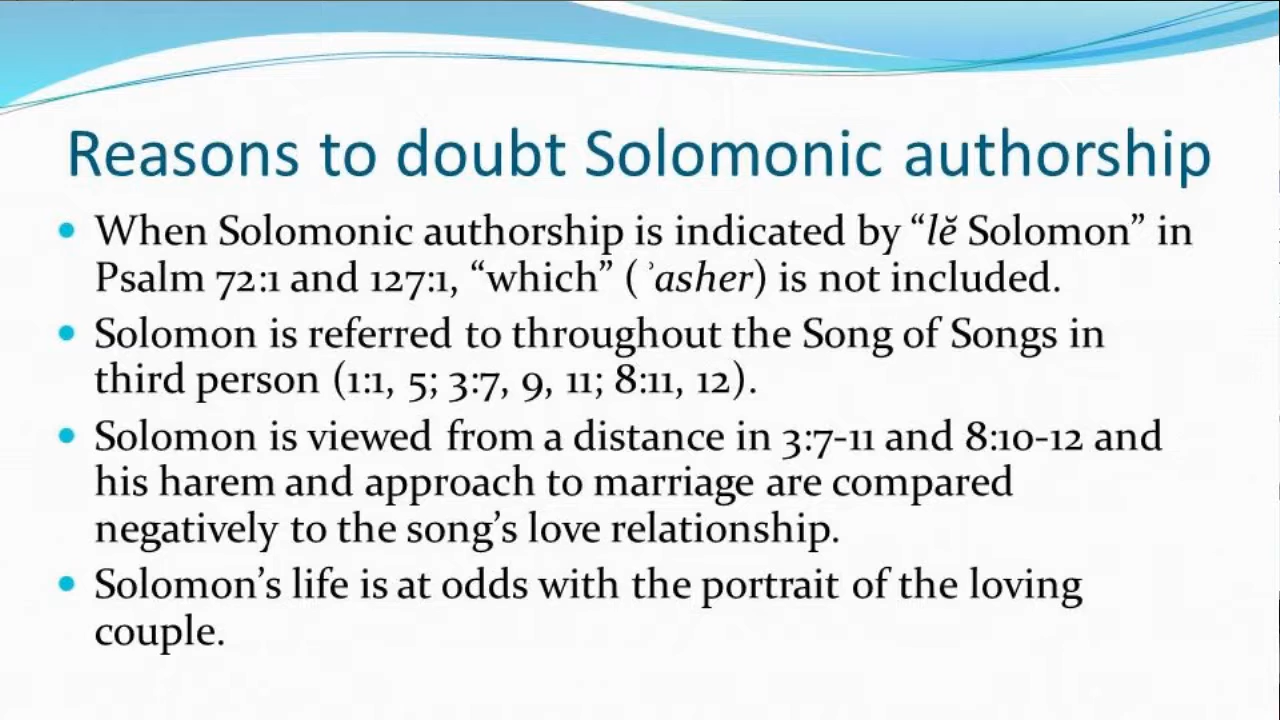 Reasons to doubt Solomonic authorship
• When Solomonic authorship is indicated by “lĕ Solomon” in
Psalm 72:1 and 127:1, “which” ( ʾasher) is not included.
• Solomon is referred to throughout the Song of Songs in
third person (1:1, 5; 3:7, 9, 11; 8:11, 12).
• Solomon is viewed from a distance in 3:7-11 and 8:10-12 and
his harem and approach to marriage are compared
negatively to the song’s love relationship.
• Solomon’s life is at odds with the portrait of the loving
couple.